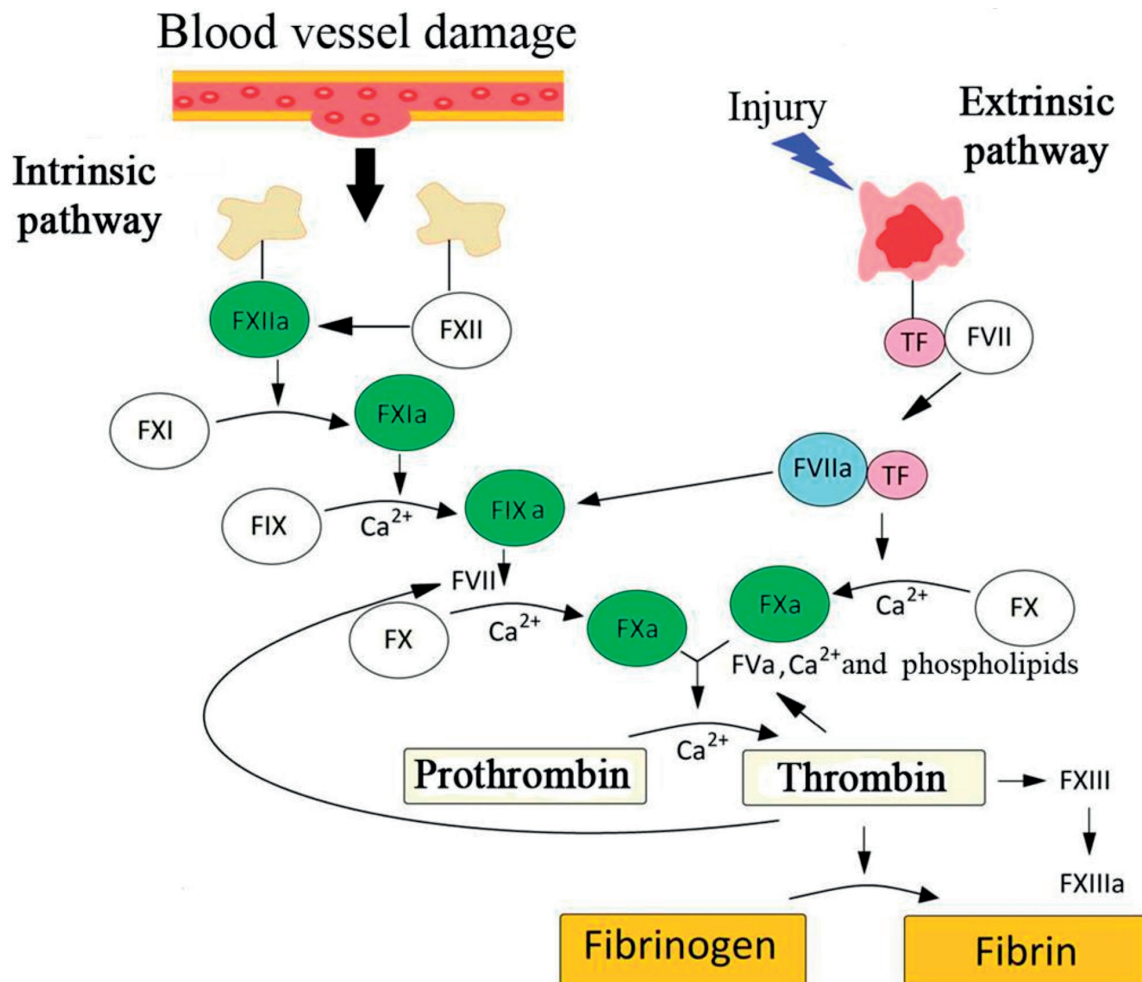 Blood vessel damage
Injury
Extrinsic
pathway
Intrinsic
pathway
FXIIa
FXII
TF
FVII
FXI
FXIa
FVIIa
TF
FIX
Ca2+
FIXa
FVII
FX
Ca2+
FXa
FXa
Ca2+
FX
FVa, Ca2+ and phospholipids
Prothrombin
Ca2+
Thrombin
FXIII
FXIIIa
Fibrinogen
Fibrin